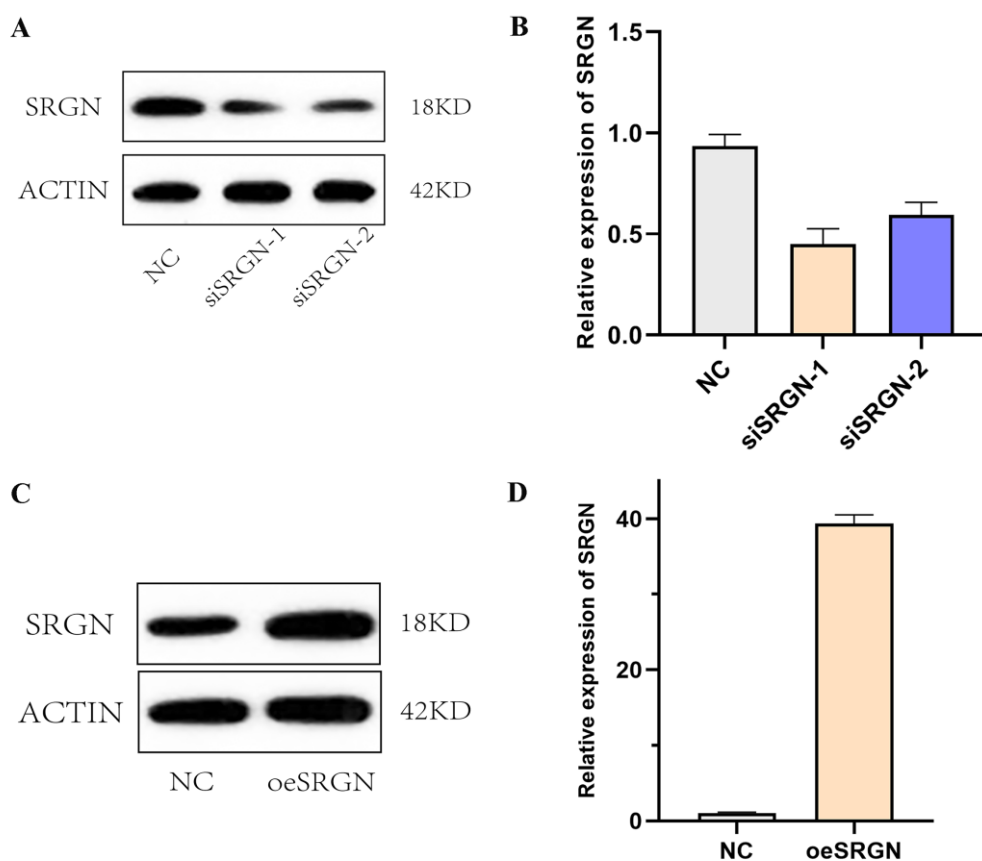 A
SRGN
18KD
ACTIN
42KD
NC
siSRGN-1
siSRGN-2
B
Relative expression of SRGN
1.5
1.0
0.5
0.0
NC
siSRGN-1
siSRGN-2
C
SRGN
18KD
ACTIN
42KD
NC
oeSRGN
D
Relative expression of SRGN
40
20
0
NC
oeSRGN